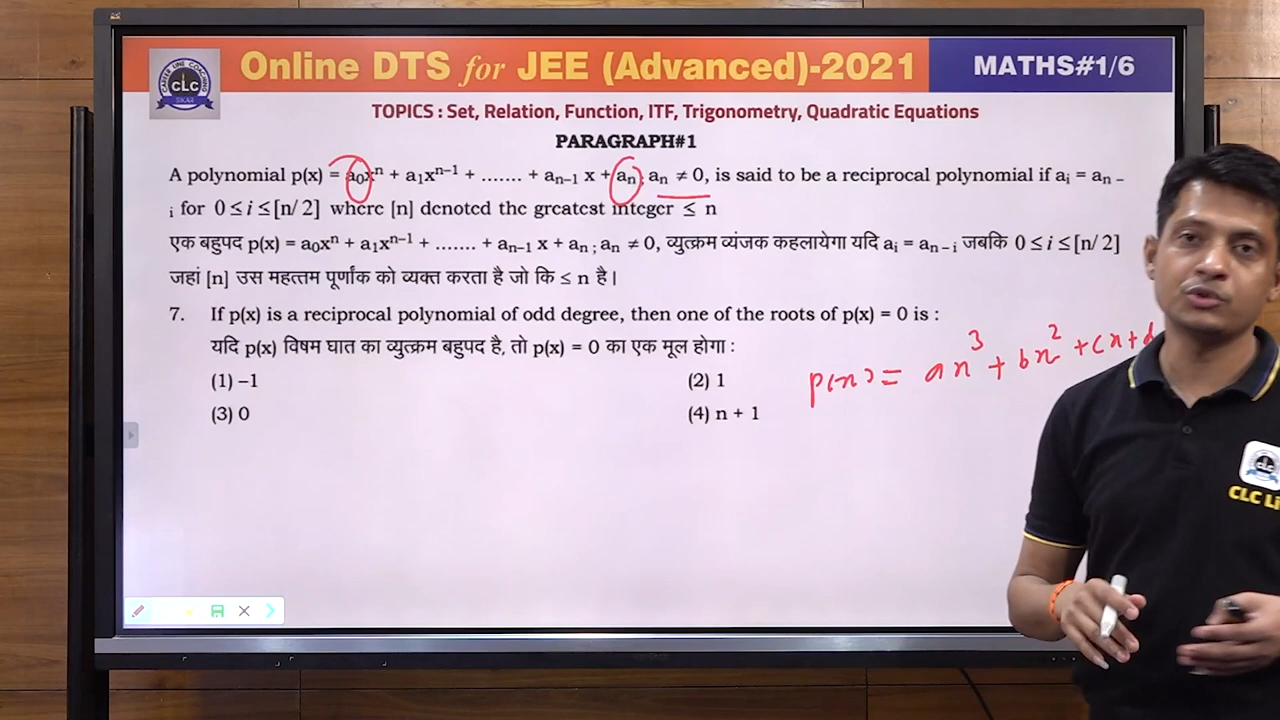 Online DTS for JEE (Advanced)-2021
MATHS#1/6
CLC
SIKAR
TOPICS : Set, Relation, Function, ITF, Trigonometry, Quadratic Equations
PARAGRAPH#1
A polynomial p(x) = a₀xⁿ + a₁xⁿ⁻¹ + ....... + aₙ₋₁ x + aₙ; aₙ ≠ 0, is said to be a reciprocal polynomial if aᵢ = aₙ ₋
ᵢ for 0 ≤ i ≤ [n/2] where [n] denoted the greatest integer ≤ n
एक बहुपद p(x) = a₀xⁿ + a₁xⁿ⁻¹ + ....... + aₙ₋₁ x + aₙ ; aₙ ≠ 0, व्युत्क्रम व्यंजक कहलायेगा यदि aᵢ = aₙ₋ᵢ जबकि 0 ≤ i ≤ [n/2]
जहां [n] उस महत्तम पूर्णांक को व्यक्त करता है जो कि ≤ n है।
7. If p(x) is a reciprocal polynomial of odd degree, then one of the roots of p(x) = 0 is :
यदि p(x) विषम घात का व्युत्क्रम बहुपद है, तो p(x) = 0 का एक मूल होगा :
p(x) = ax³ + bx² + cx + d
(1) –1 (2) 1
(3) 0 (4) n + 1
CLC Li